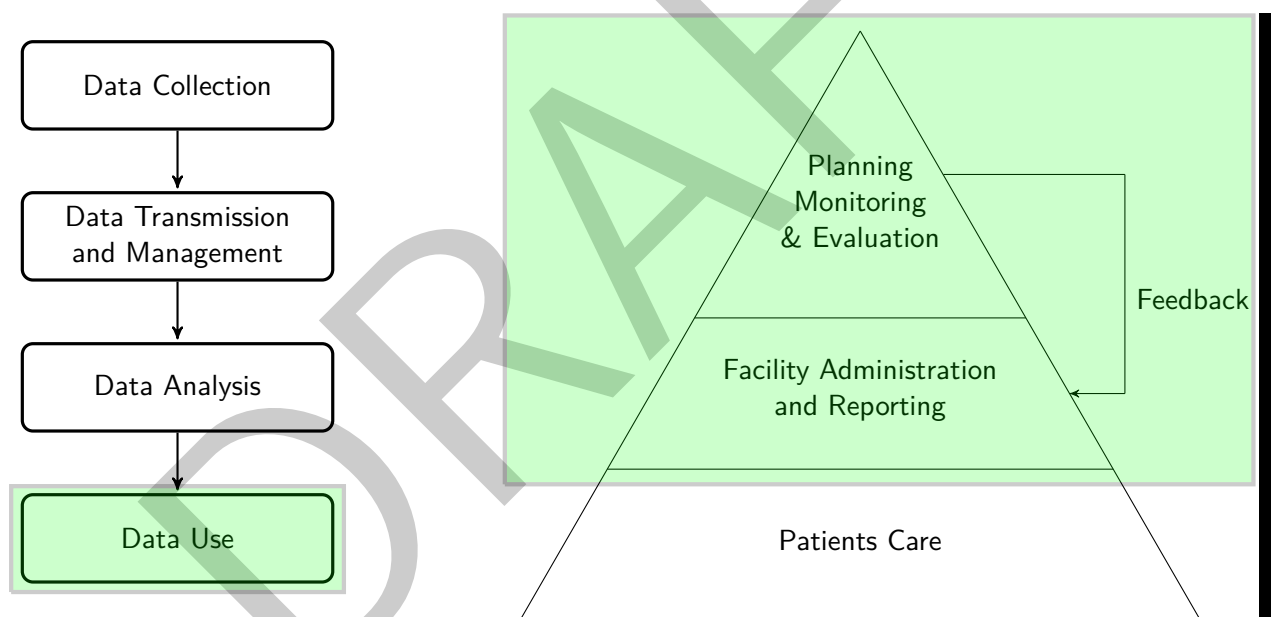 Data Collection
Data Transmission
and Management
Data Analysis
Data Use
Planning
Monitoring
& Evaluation
Feedback
Facility Administration
and Reporting
Patients Care
DRAF